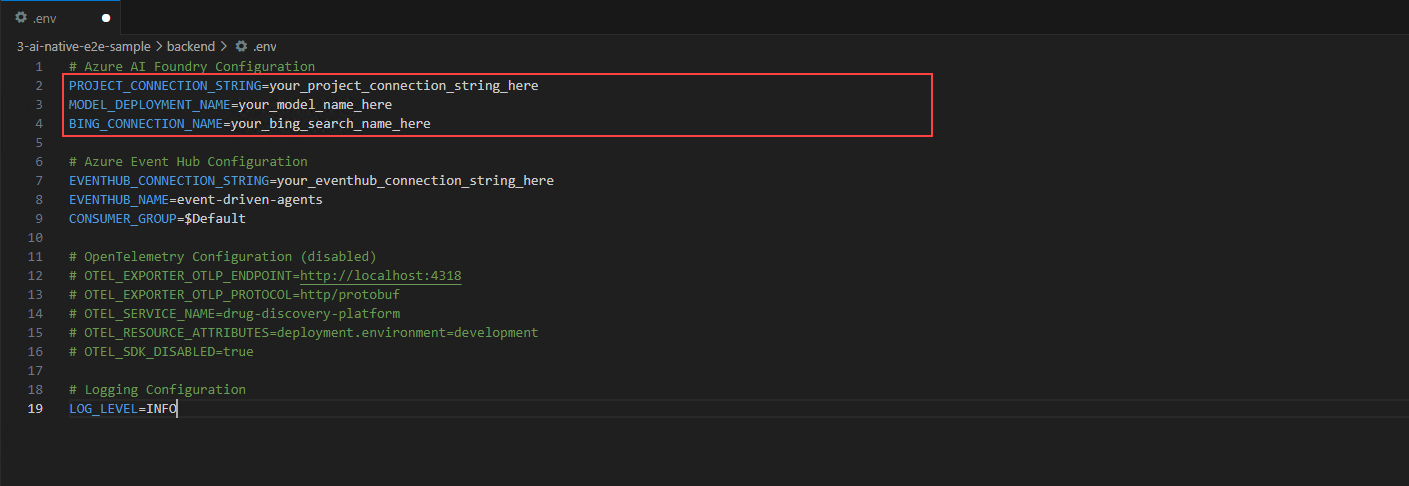 .env
3-ai-native-e2e-sample > backend > .env
1 # Azure AI Foundry Configuration
2 PROJECT_CONNECTION_STRING=your_project_connection_string_here
3 MODEL_DEPLOYMENT_NAME=your_model_name_here
4 BING_CONNECTION_NAME=your_bing_search_name_here
5
6 # Azure Event Hub Configuration
7 EVENTHUB_CONNECTION_STRING=your_eventhub_connection_string_here
8 EVENTHUB_NAME=event-driven-agents
9 CONSUMER_GROUP=$Default
10
11 # OpenTelemetry Configuration (disabled)
12 # OTEL_EXPORTER_OTLP_ENDPOINT=http://localhost:4318
13 # OTEL_EXPORTER_OTLP_PROTOCOL=http/protobuf
14 # OTEL_SERVICE_NAME=drug-discovery-platform
15 # OTEL_RESOURCE_ATTRIBUTES=deployment.environment=development
16 # OTEL_SDK_DISABLED=true
17
18 # Logging Configuration
19 LOG_LEVEL=INFO